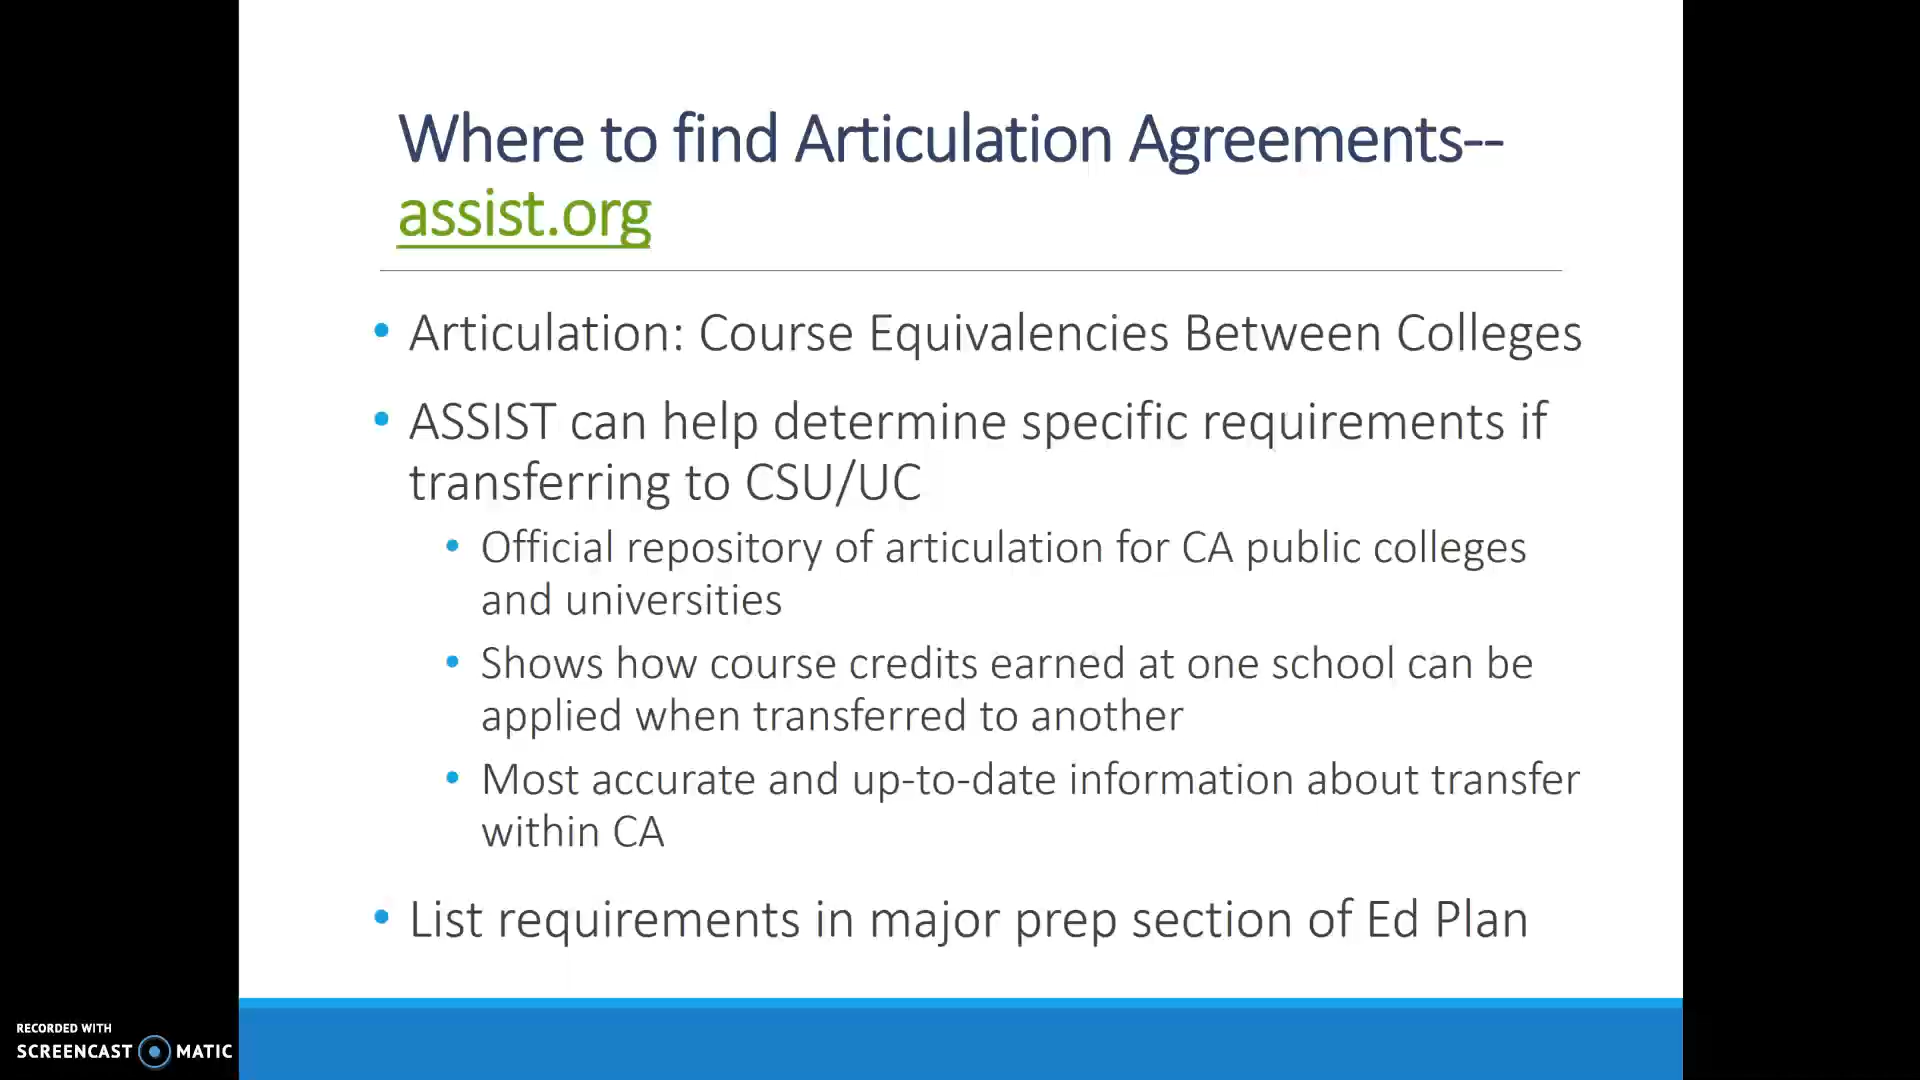 Where to find Articulation Agreements--
assist.org
• Articulation: Course Equivalencies Between Colleges
• ASSIST can help determine specific requirements if
transferring to CSU/UC
• Official repository of articulation for CA public colleges
and universities
• Shows how course credits earned at one school can be
applied when transferred to another
• Most accurate and up-to-date information about transfer
within CA
• List requirements in major prep section of Ed Plan
RECORDED WITH
SCREENCAST MATIC